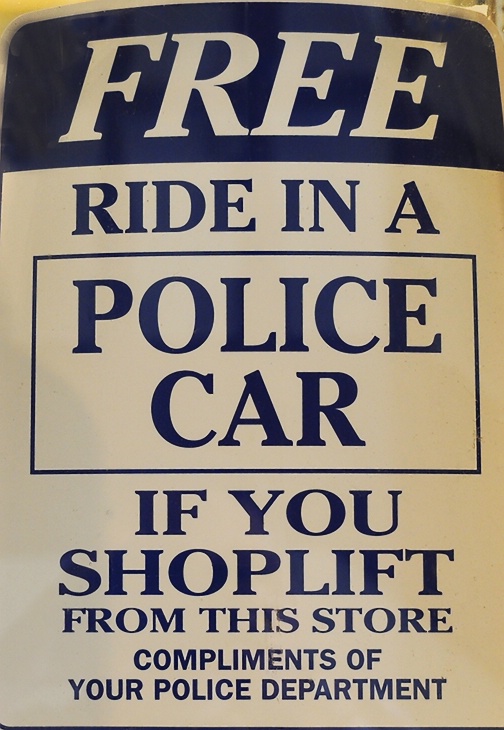 FREE
RIDE IN A
POLICE
CAR
IF YOU
SHOPLIFT
FROM THIS STORE
COMPLIMENTS OF
YOUR POLICE DEPARTMENT